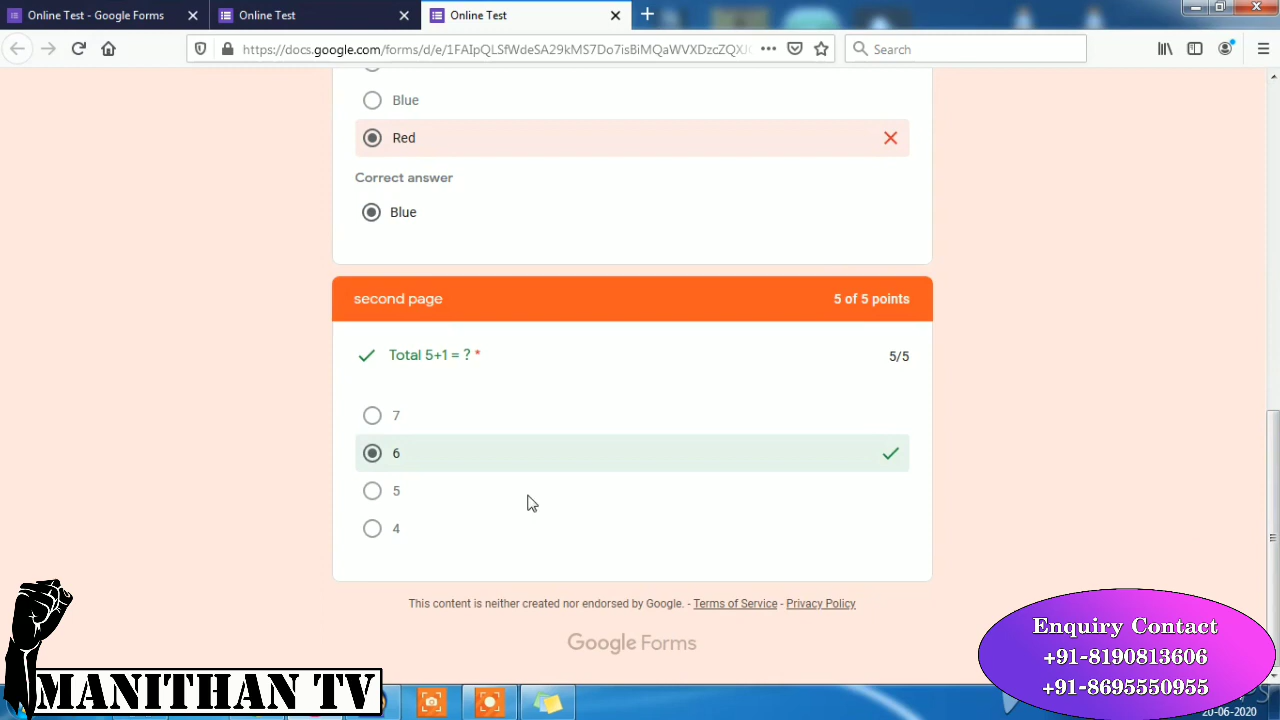 Online Test - Google Forms
Online Test
Online Test
https://docs.google.com/forms/d/e/1FAIpQLSfWdeSA29kMS7Do7isBiMQaWVXDzcZQXJ
Search
Blue
Red
Correct answer
Blue
second page
5 of 5 points
Total 5+1 = ? *
5/5
7
6
5
4
This content is neither created nor endorsed by Google. - Terms of Service - Privacy Policy
Google Forms
Enquiry Contact
+91-8190813606
+91-8695550955
MANITHAN TV
20-06-2020